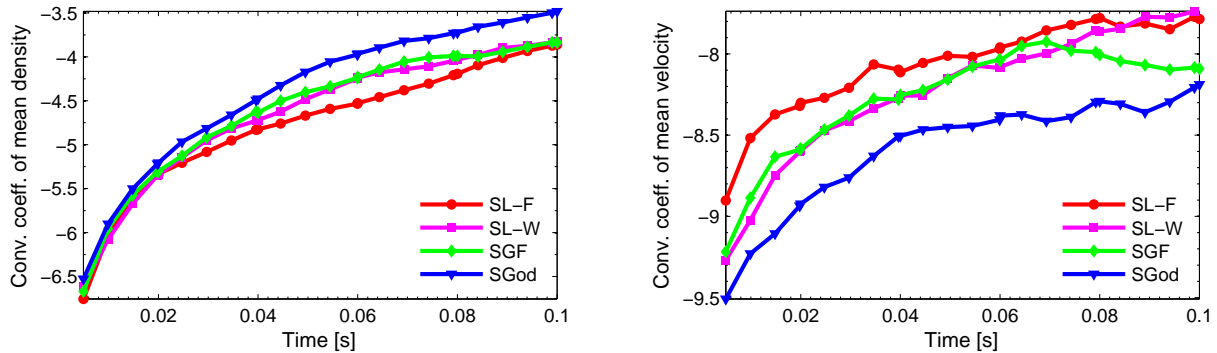 Conv. coeff. of mean density
−3.5
−4
−4.5
−5
−5.5
−6
−6.5
0.02 0.04 0.06 0.08 0.1
Time [s]
SL−F
SL−W
SGF
SGod
Conv. coeff. of mean velocity
−8
−8.5
−9
−9.5
0.02 0.04 0.06 0.08 0.1
Time [s]
SL−F
SL−W
SGF
SGod